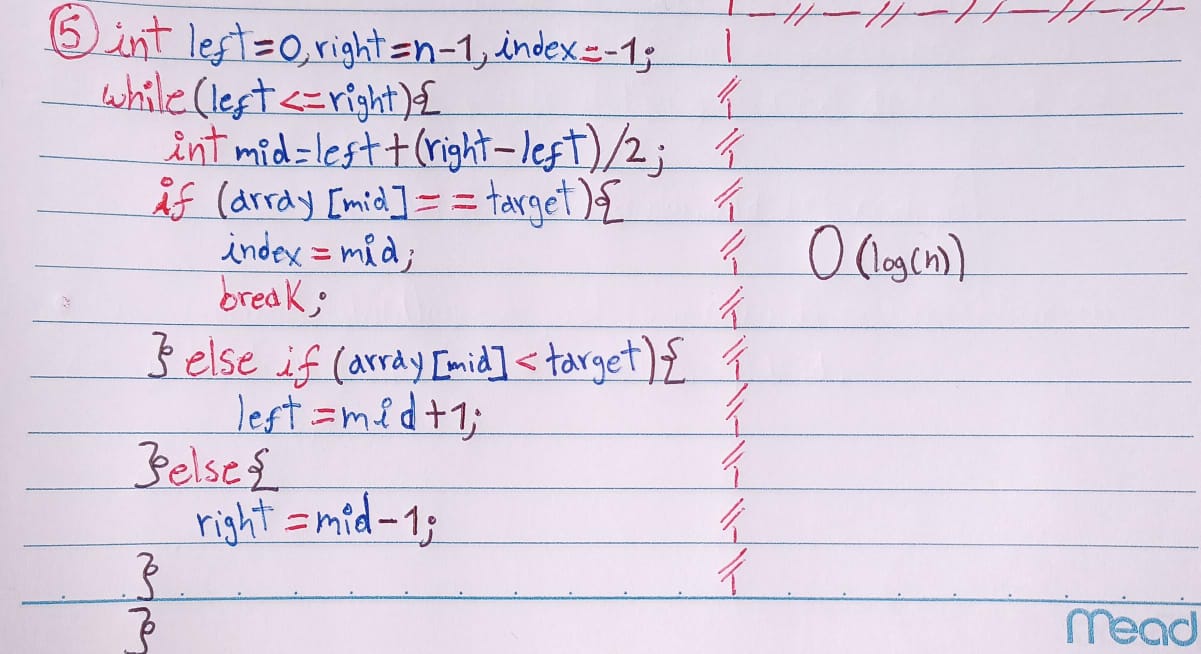 5 int left=0, right=n-1, index=-1;
while(left<=right){
int mid=left+(right-left)/2;
if (array[mid]==target){
index=mid;
O(log(n))
break;
} else if (array[mid]<target){
left=mid+1;
}else{
right=mid-1;
}
}
Mead